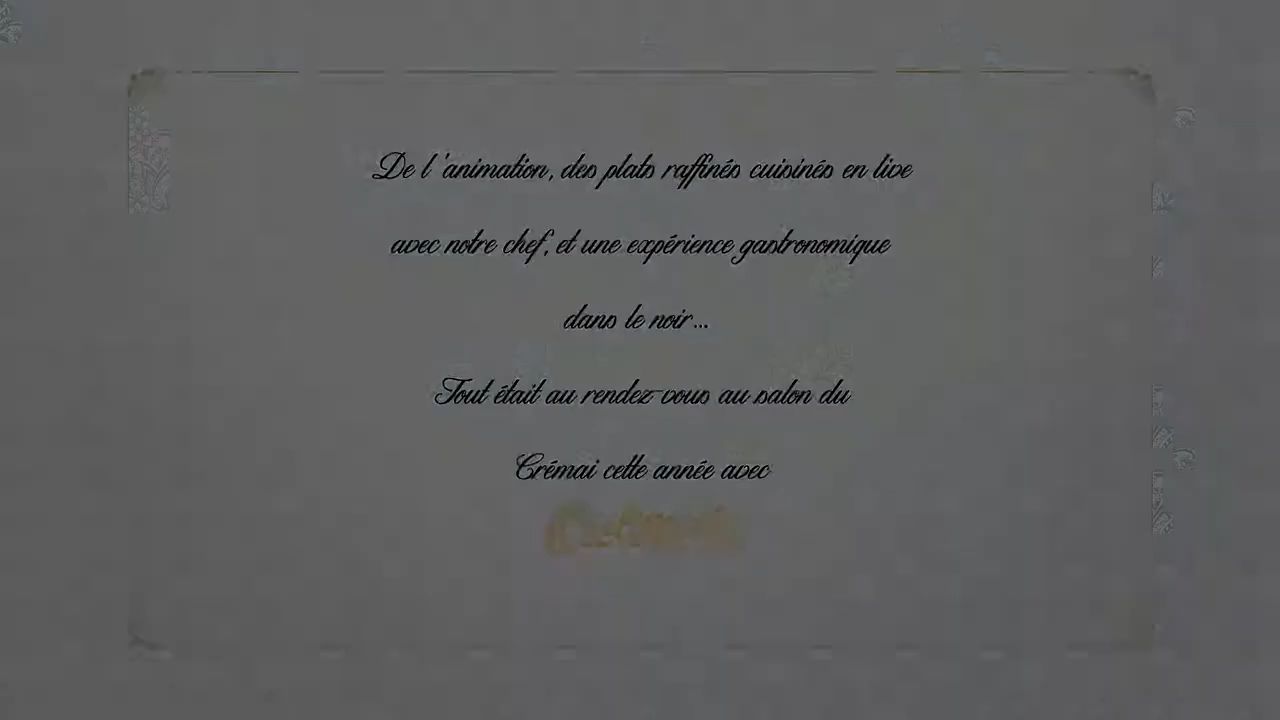 De l'animation, des plats raffinés cuisinés en live
avec notre chef, et une expérience gastronomique
dans le noir...
Tout était au rendez-vous au salon du
Crémai cette année avec